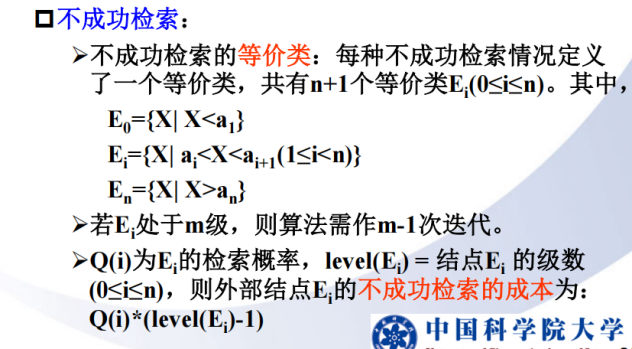 不成功检索：
➢不成功检索的等价类：每种不成功检索情况定义
了一个等价类，共有n+1个等价类Eᵢ(0≤i≤n)。其中，
E₀={X| X<a₁}
Eᵢ={X| aᵢ<X<aᵢ₊₁(1≤i<n)}
Eₙ={X| X>aₙ}
➢若Eᵢ处于m级，则算法需作m-1次迭代。
➢Q(i)为Eᵢ的检索概率，level(Eᵢ) = 结点Eᵢ 的级数
(0≤i≤n)，则外部结点Eᵢ的不成功检索的成本为：
Q(i)*(level(Eᵢ)-1)
中国科学院大学